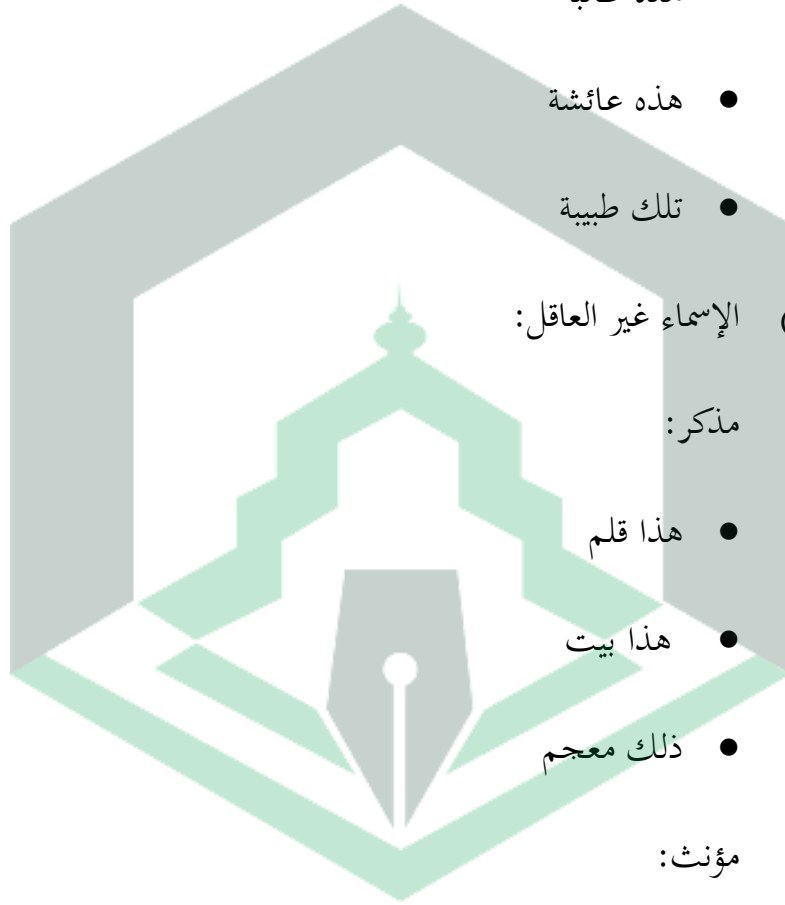 ● هذه عائشة
● تلك طبيبة
الإسماء غير العاقل:
مذكر:
● هذا قلم
● هذا بيت
● ذلك معجم
مؤنث: